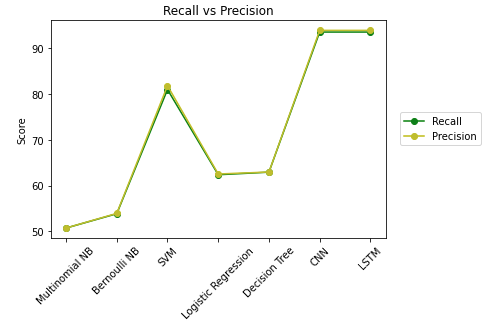 Recall vs Precision
Score
90
80
70
60
50
Multinomial NB
Bernoulli NB
SVM
Logistic Regression
Decision Tree
CNN
LSTM
Recall
Precision